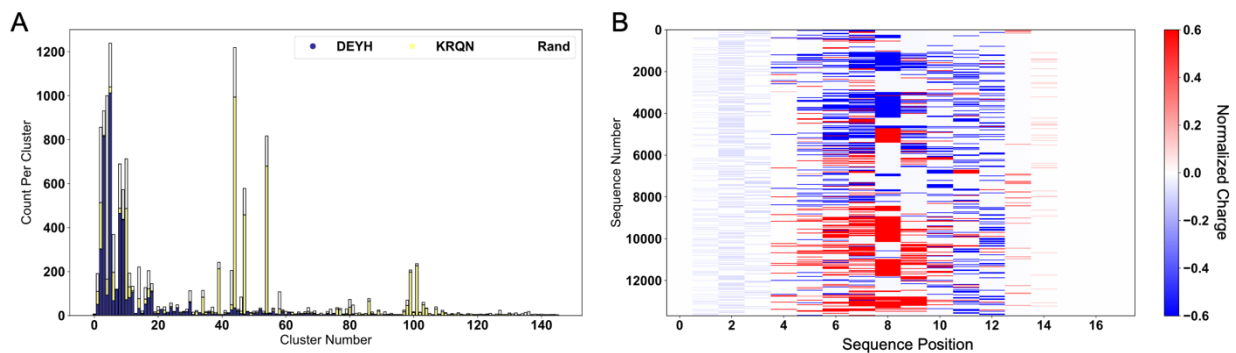 A
DEYH KRQN Rand
1200
1000
800
600
400
200
0
Count Per Cluster
0 20 40 60 80 100 120 140
Cluster Number
B
0
2000
4000
6000
8000
10000
12000
Sequence Number
0 2 4 6 8 10 12 14 16
Sequence Position
0.6
0.4
0.2
0.0
−0.2
−0.4
−0.6
Normalized Charge